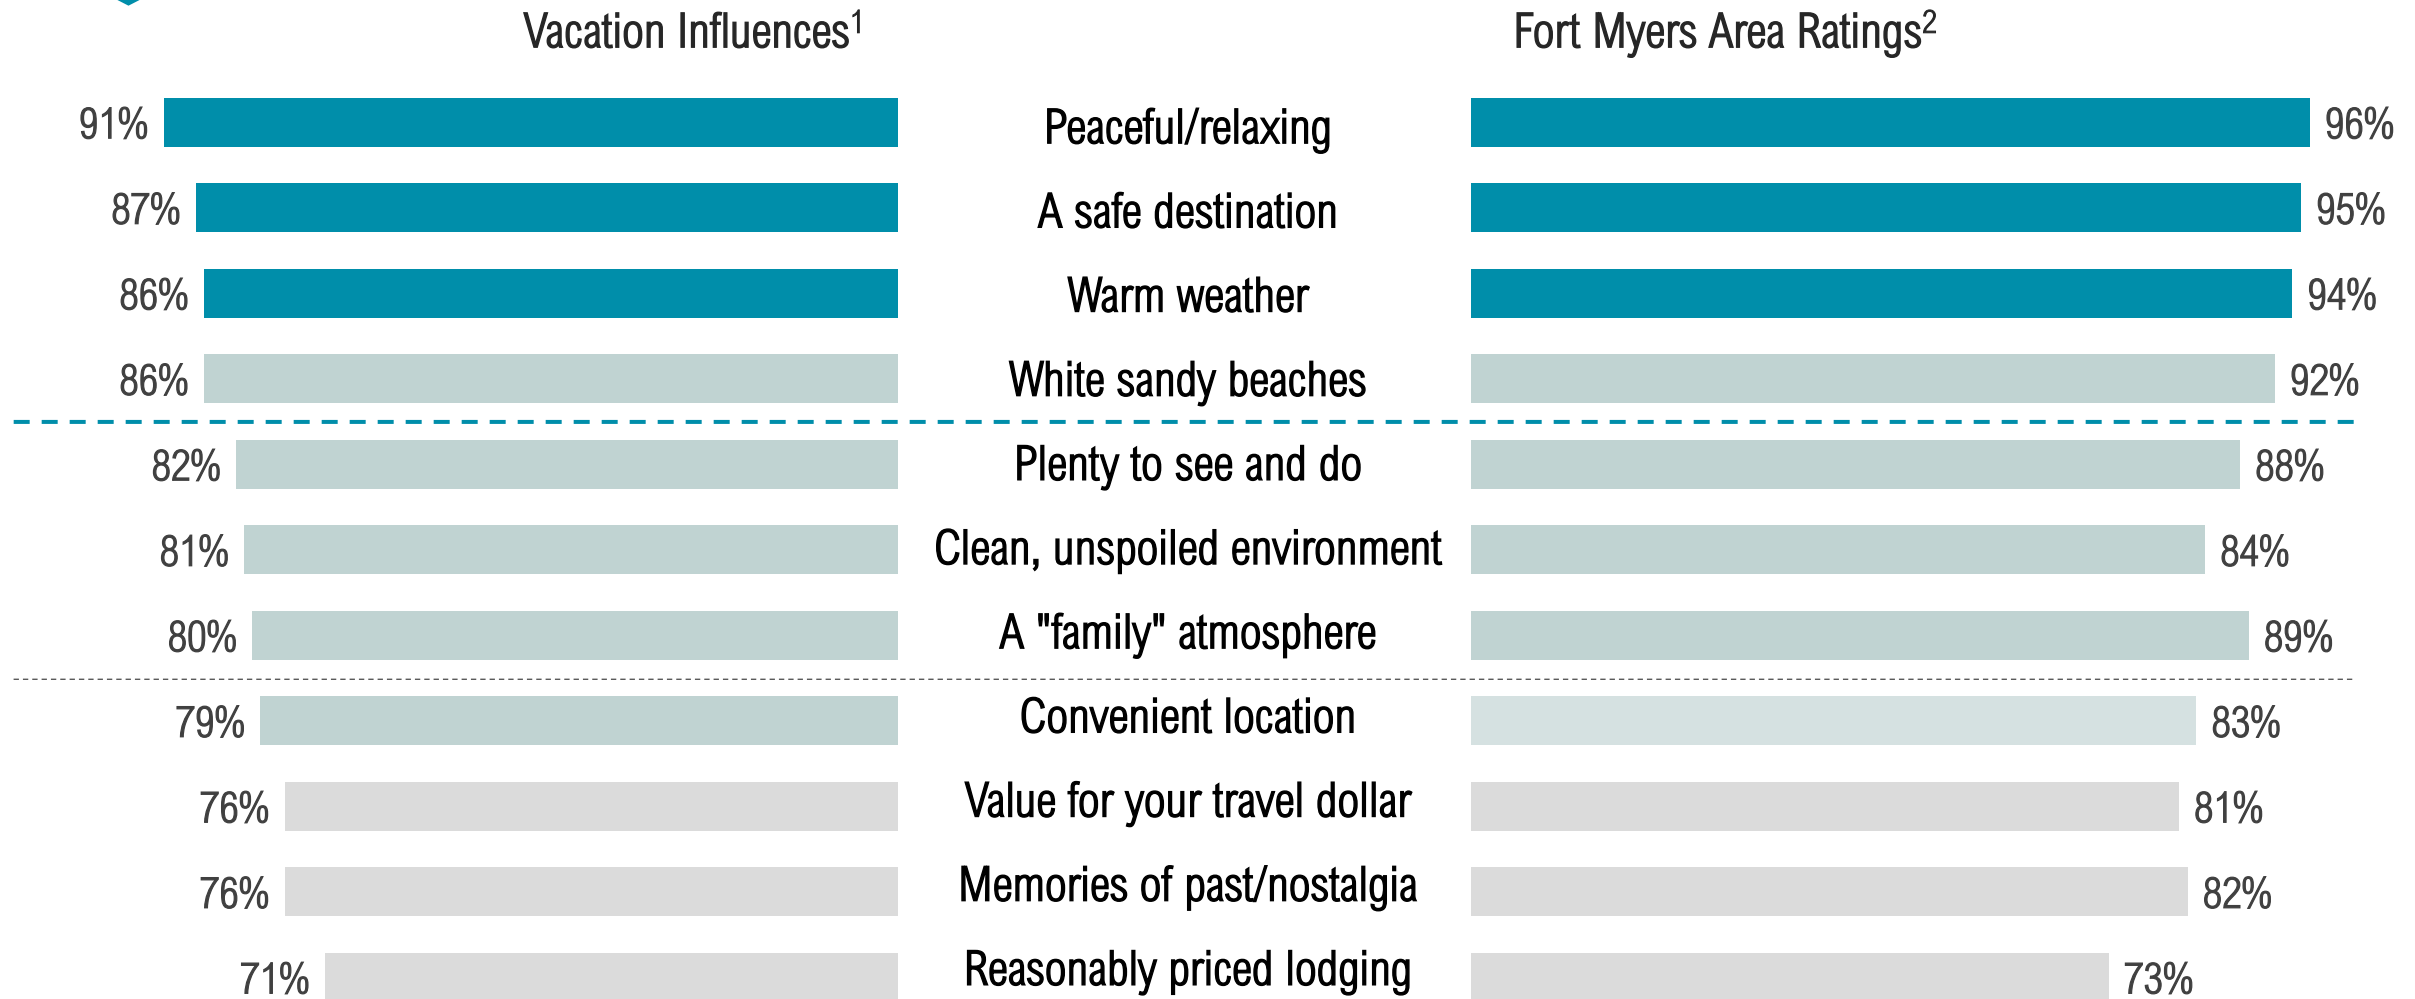 Vacation Influences¹ Fort Myers Area Ratings²
91% Peaceful/relaxing 96%
87% A safe destination 95%
86% Warm weather 94%
86% White sandy beaches 92%
82% Plenty to see and do 88%
81% Clean, unspoiled environment 84%
80% A "family" atmosphere 89%
79% Convenient location 83%
76% Value for your travel dollar 81%
76% Memories of past/nostalgia 82%
71% Reasonably priced lodging 73%